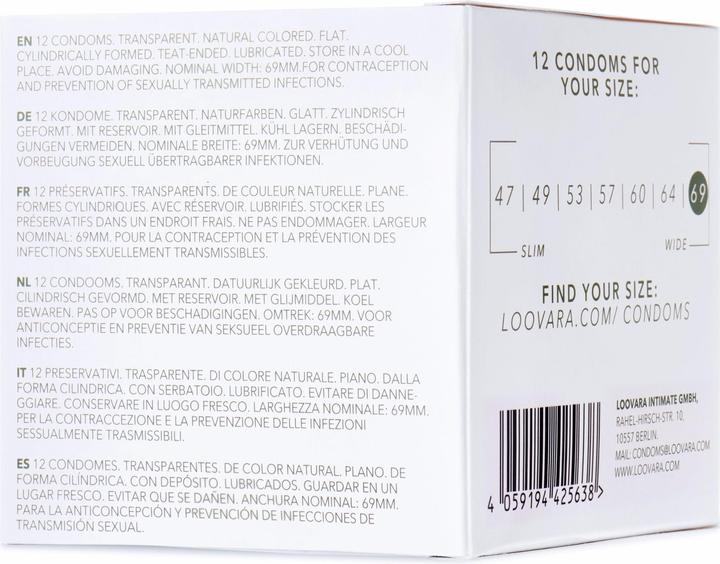 EN 12 CONDOMS. TRANSPARENT. NATURAL COLORED. FLAT.
CYLINDRICALLY FORMED. TEAT-ENDED. LUBRICATED. STORE IN A COOL
PLACE. AVOID DAMAGING. NOMINAL WIDTH: 69MM.FOR CONTRACEPTION
AND PREVENTION OF SEXUALLY TRANSMITTED INFECTIONS.
DE 12 KONDOME. TRANSPARENT. NATURFARBEN. GLATT. ZYLINDRISCH
GEFORMT. MIT RESERVOIR. MIT GLEITMITTEL. KÜHL LAGERN. BESCHÄDI-
GUNGEN VERMEIDEN. NOMINALE BREITE: 69MM. ZUR VERHÜTUNG UND
VORBEUGUNG SEXUELL ÜBERTRAGBARER INFEKTIONEN.
FR 12 PRÉSERVATIFS. TRANSPARENTS. DE COULEUR NATURELLE. PLANE.
FORMES CYLINDRIQUES. AVEC RÉSERVOIR. LUBRIFIÉS. STOCKER LES
PRÉSERVATIFS DANS UN ENDROIT FRAIS. NE PAS ENDOMMAGER. LARGEUR
NOMINAL: 69MM. POUR LA CONTRACEPTION ET LA PRÉVENTION DES
INFECTIONS SEXUELLEMENT TRANSMISSIBLES.
NL 12 CONDOOMS. TRANSPARANT. DATUURLIJK GEKLEURD. PLAT.
CILINDRISCH GEVORMD. MET RESERVOIR. MET GLIJMIDDEL. KOEL
BEWAREN. PAS OP VOOR BESCHADIGINGEN. OMTREK: 69MM. VOOR
ANTICONCEPTIE EN PREVENTIE VAN SEKSUEEL OVERDRAAGBARE
INFECTIES.
IT 12 PRESERVATIVI. TRASPARENTE. DI COLORE NATURALE. PIANO. DALLA
FORMA CILINDRICA. CON SERBATOIO. LUBRIFICATO. EVITARE DI DANNE-
GGIARE. CONSERVARE IN LUOGO FRESCO. LARGHEZZA NOMINALE: 69MM.
PER LA CONTRACCEZIONE E LA PREVENZIONE DELLE INFEZIONI
SESSUALMENTE TRASMISSIBILI.
ES 12 CONDOMES. TRANSPARENTES. DE COLOR NATURAL. PLANO. DE
FORMA CILÍNDRICA. CON DEPÓSITO. LUBRICADOS. GUARDAR EN UN
LUGAR FRESCO. EVITAR QUE SE DAÑEN. ANCHURA NOMINAL: 69MM.
PARA LA ANTICONCEPCIÓN Y PREVENCIÓN DE INFECCIONES DE
TRANSMISIÓN SEXUAL.
12 CONDOMS FOR
YOUR SIZE:
47 | 49 | 53 | 57 | 60 | 64 | 69
SLIM WIDE
FIND YOUR SIZE:
LOOVARA.COM/ CONDOMS
LOOVARA INTIMATE GMBH,
RAHEL-HIRSCH-STR. 10,
10557 BERLIN.
MAIL: CONDOMS@LOOVARA.COM
WWW.LOOVARA.COM
4 059194 425638>